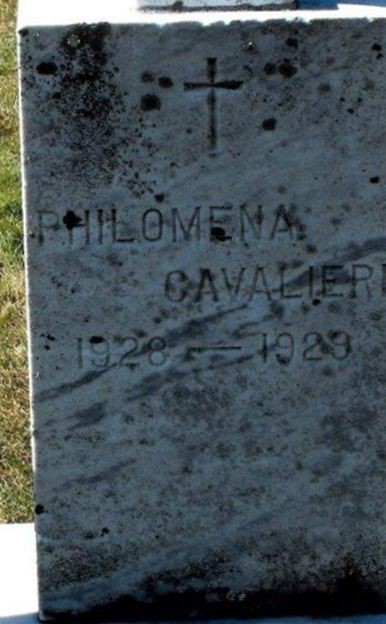 PHILOMENA
CAVALIERI
1928 — 1929